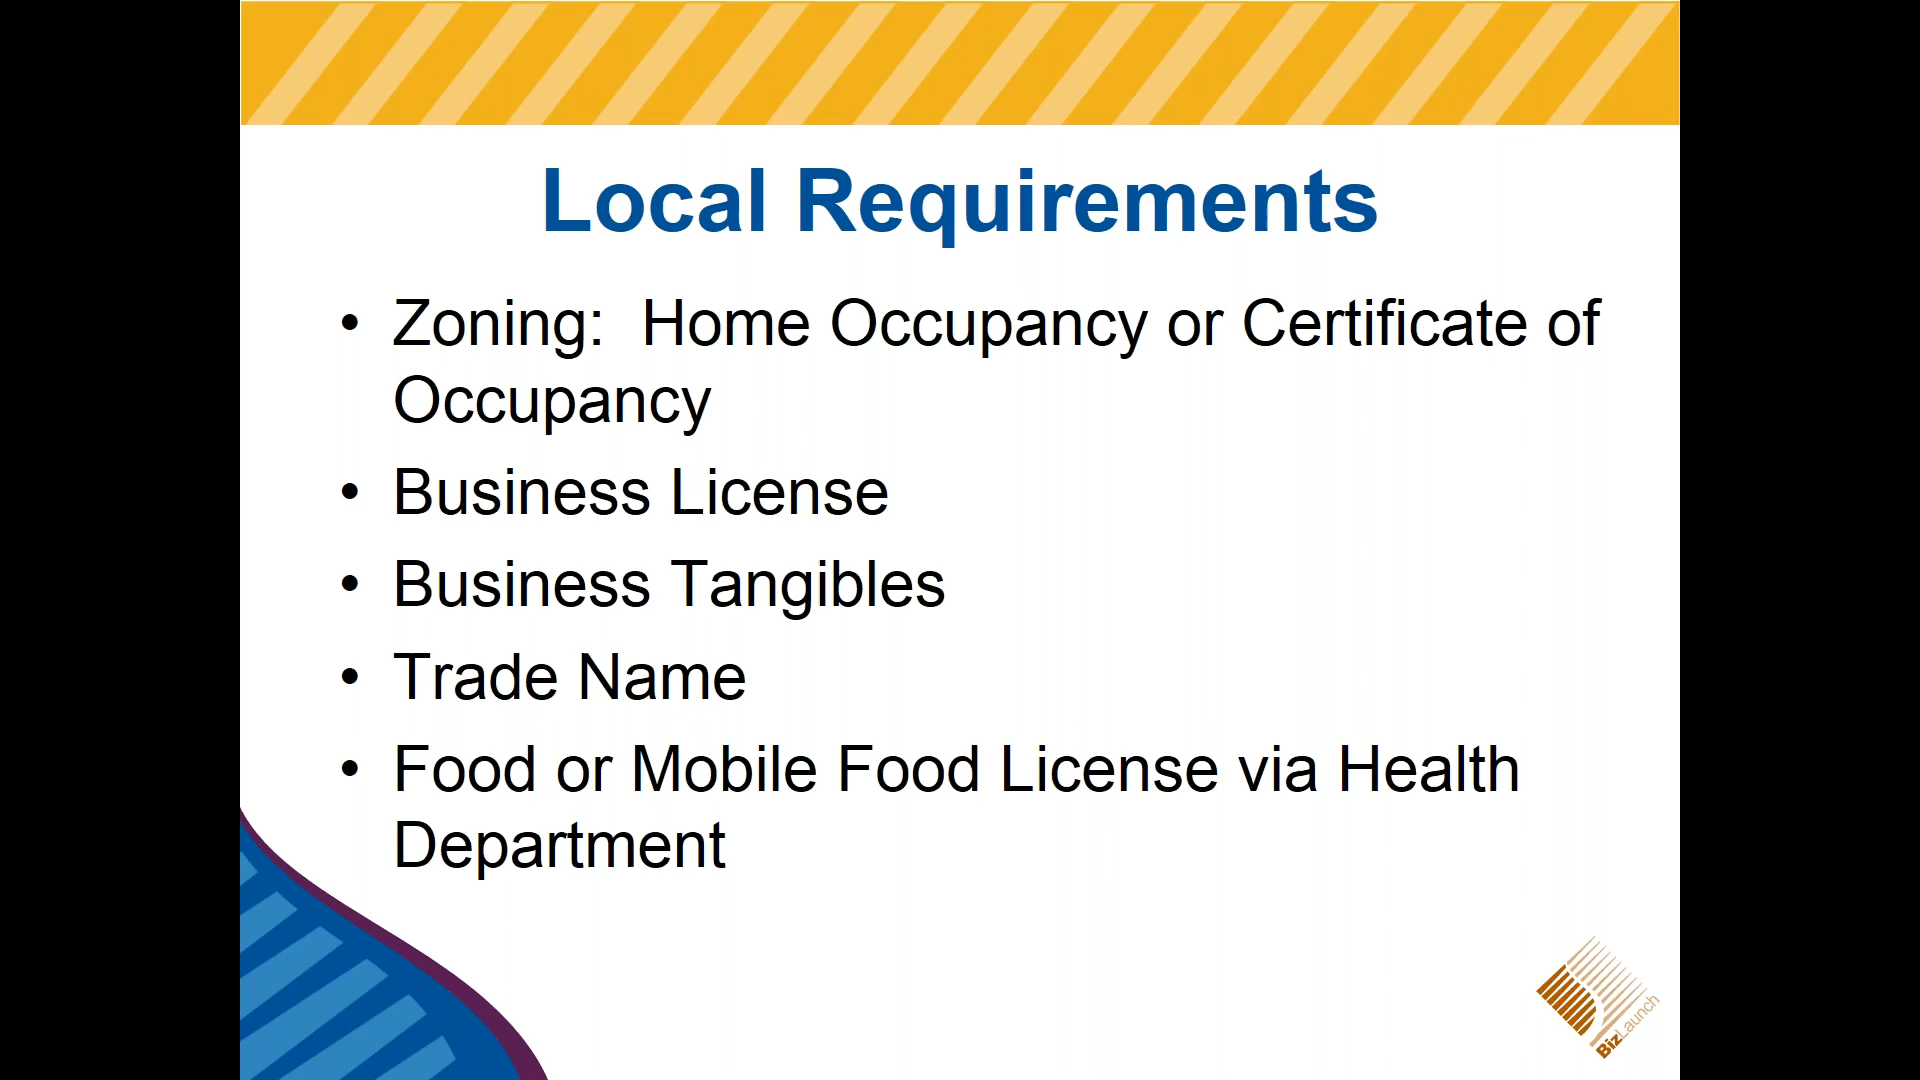 Local Requirements
• Zoning:  Home Occupancy or Certificate of
Occupancy
• Business License
• Business Tangibles
• Trade Name
• Food or Mobile Food License via Health
Department
BizLaunch